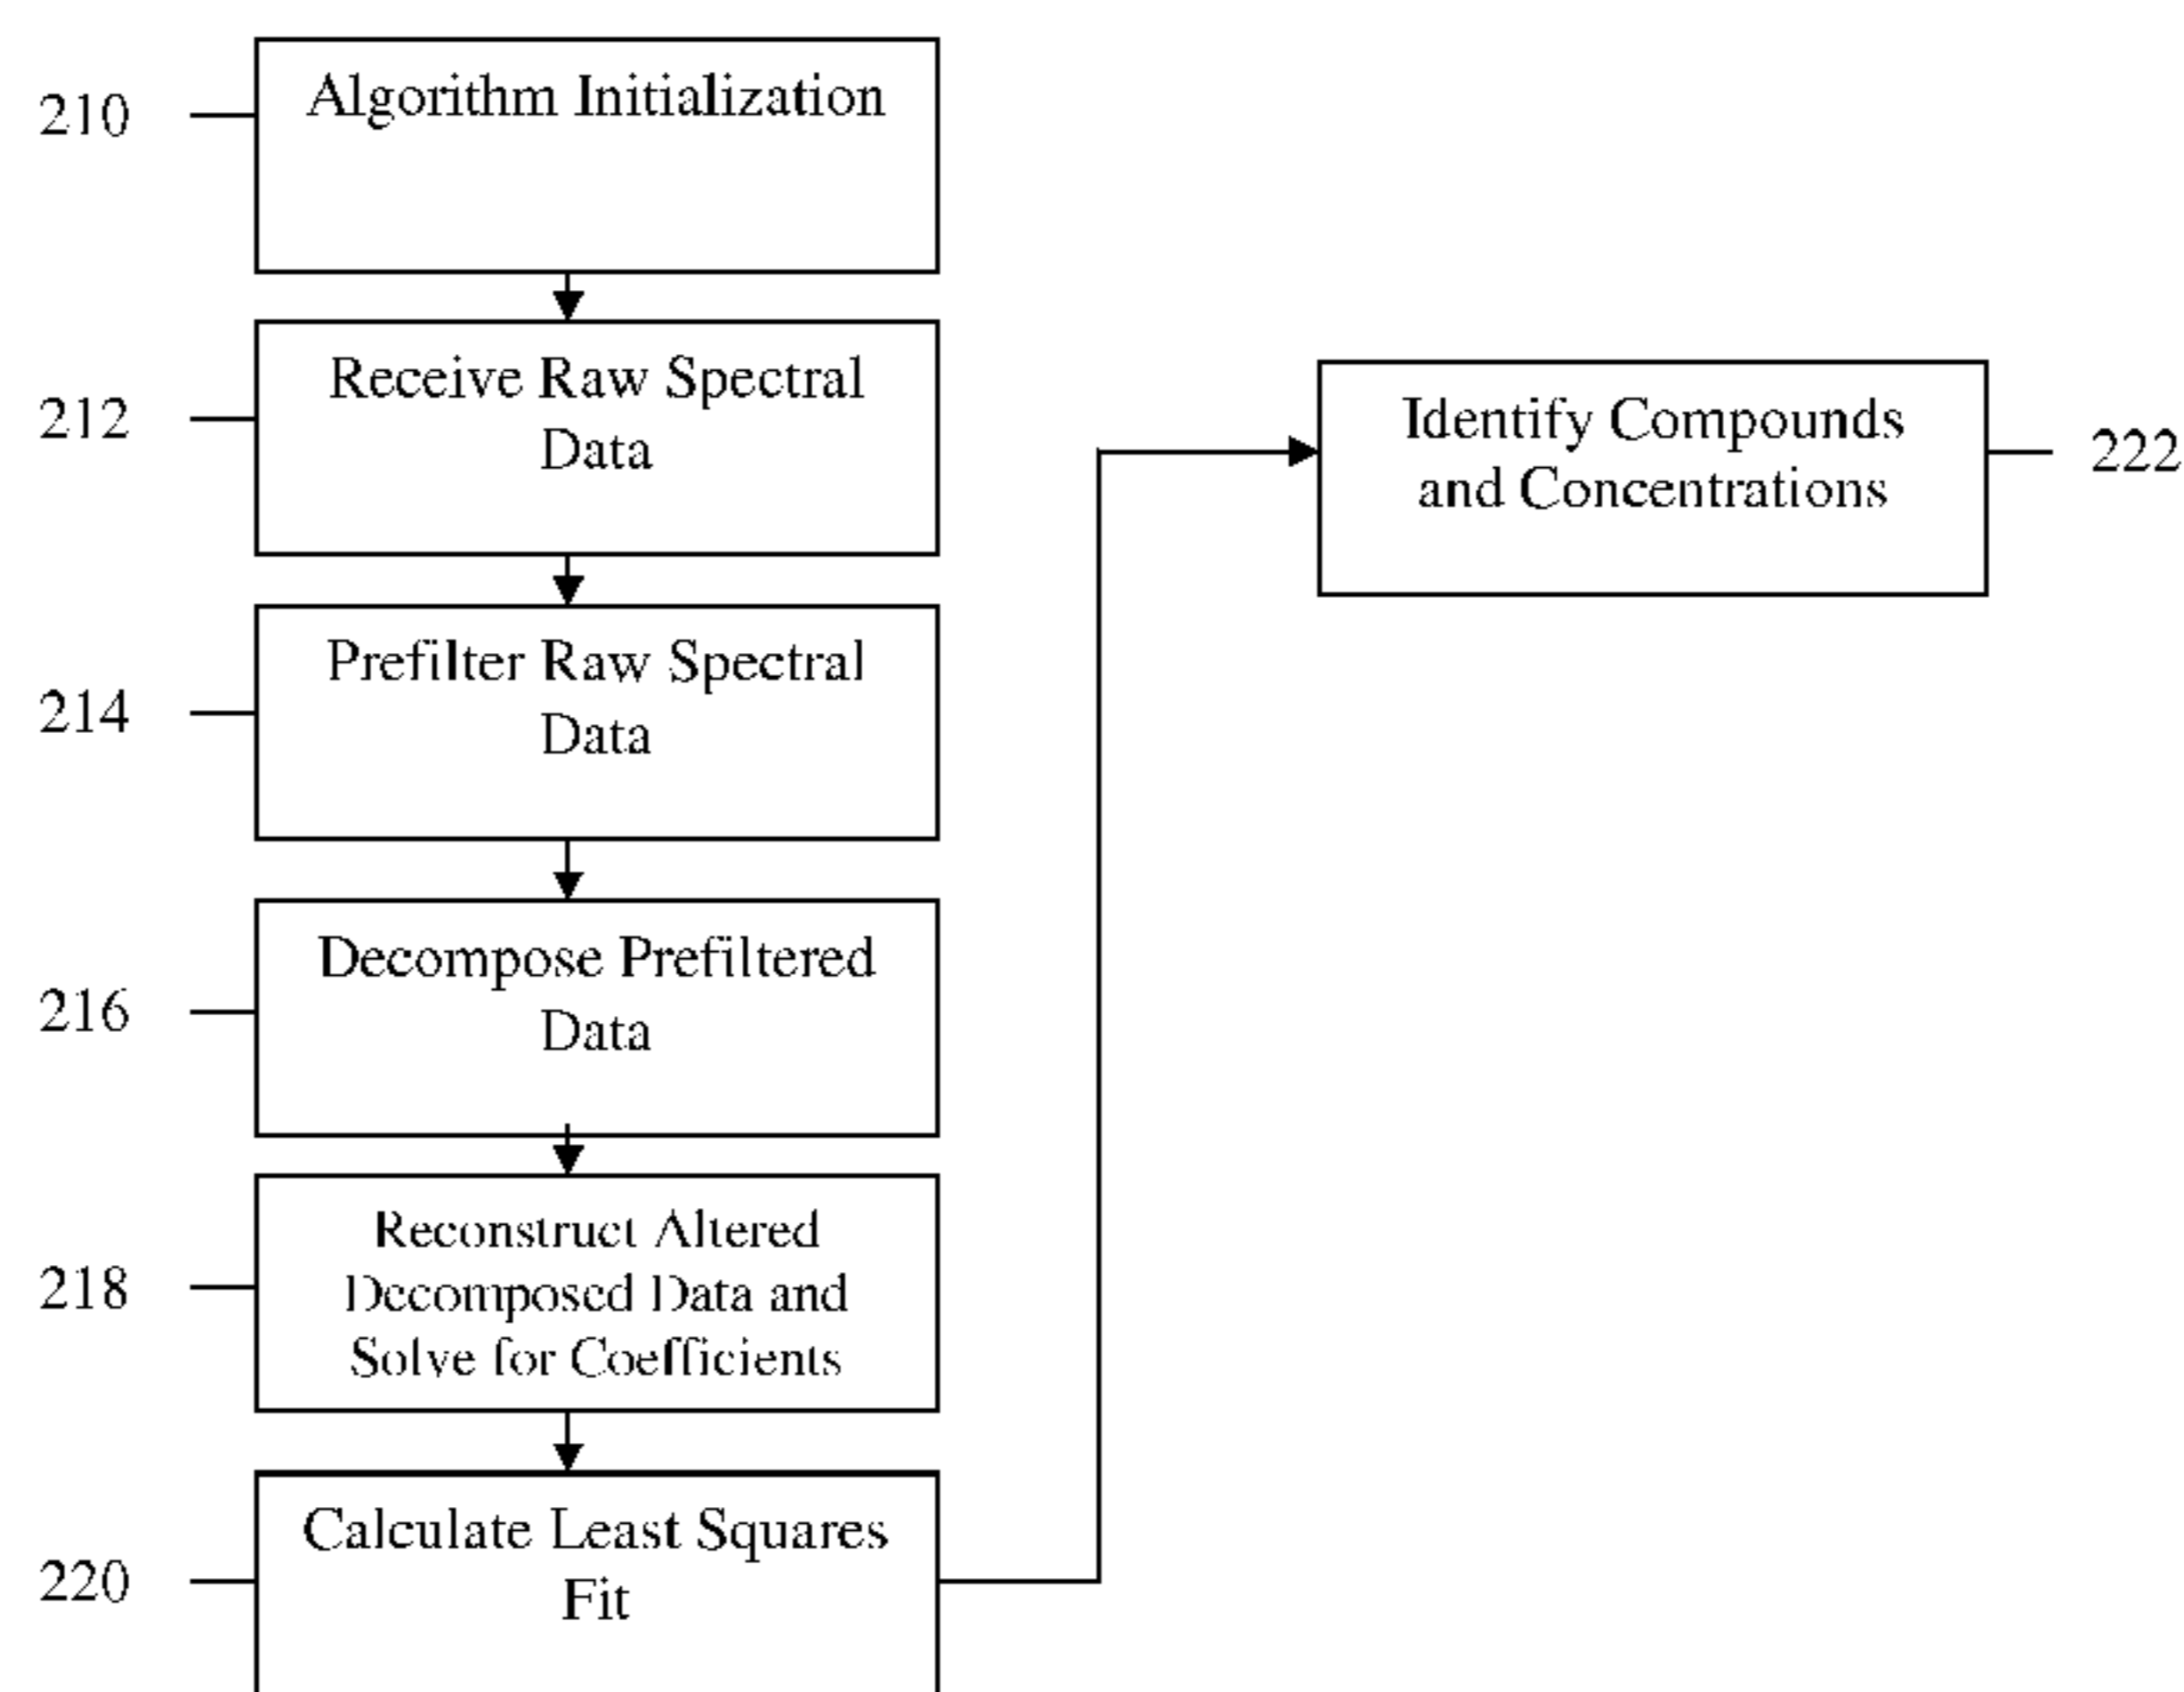 210
Algorithm Initialization
212
Receive Raw Spectral
Data
214
Prefilter Raw Spectral
Data
216
Decompose Prefiltered
Data
218
Reconstruct Altered
Decomposed Data and
Solve for Coefficients
220
Calculate Least Squares
Fit
Identify Compounds
and Concentrations
222